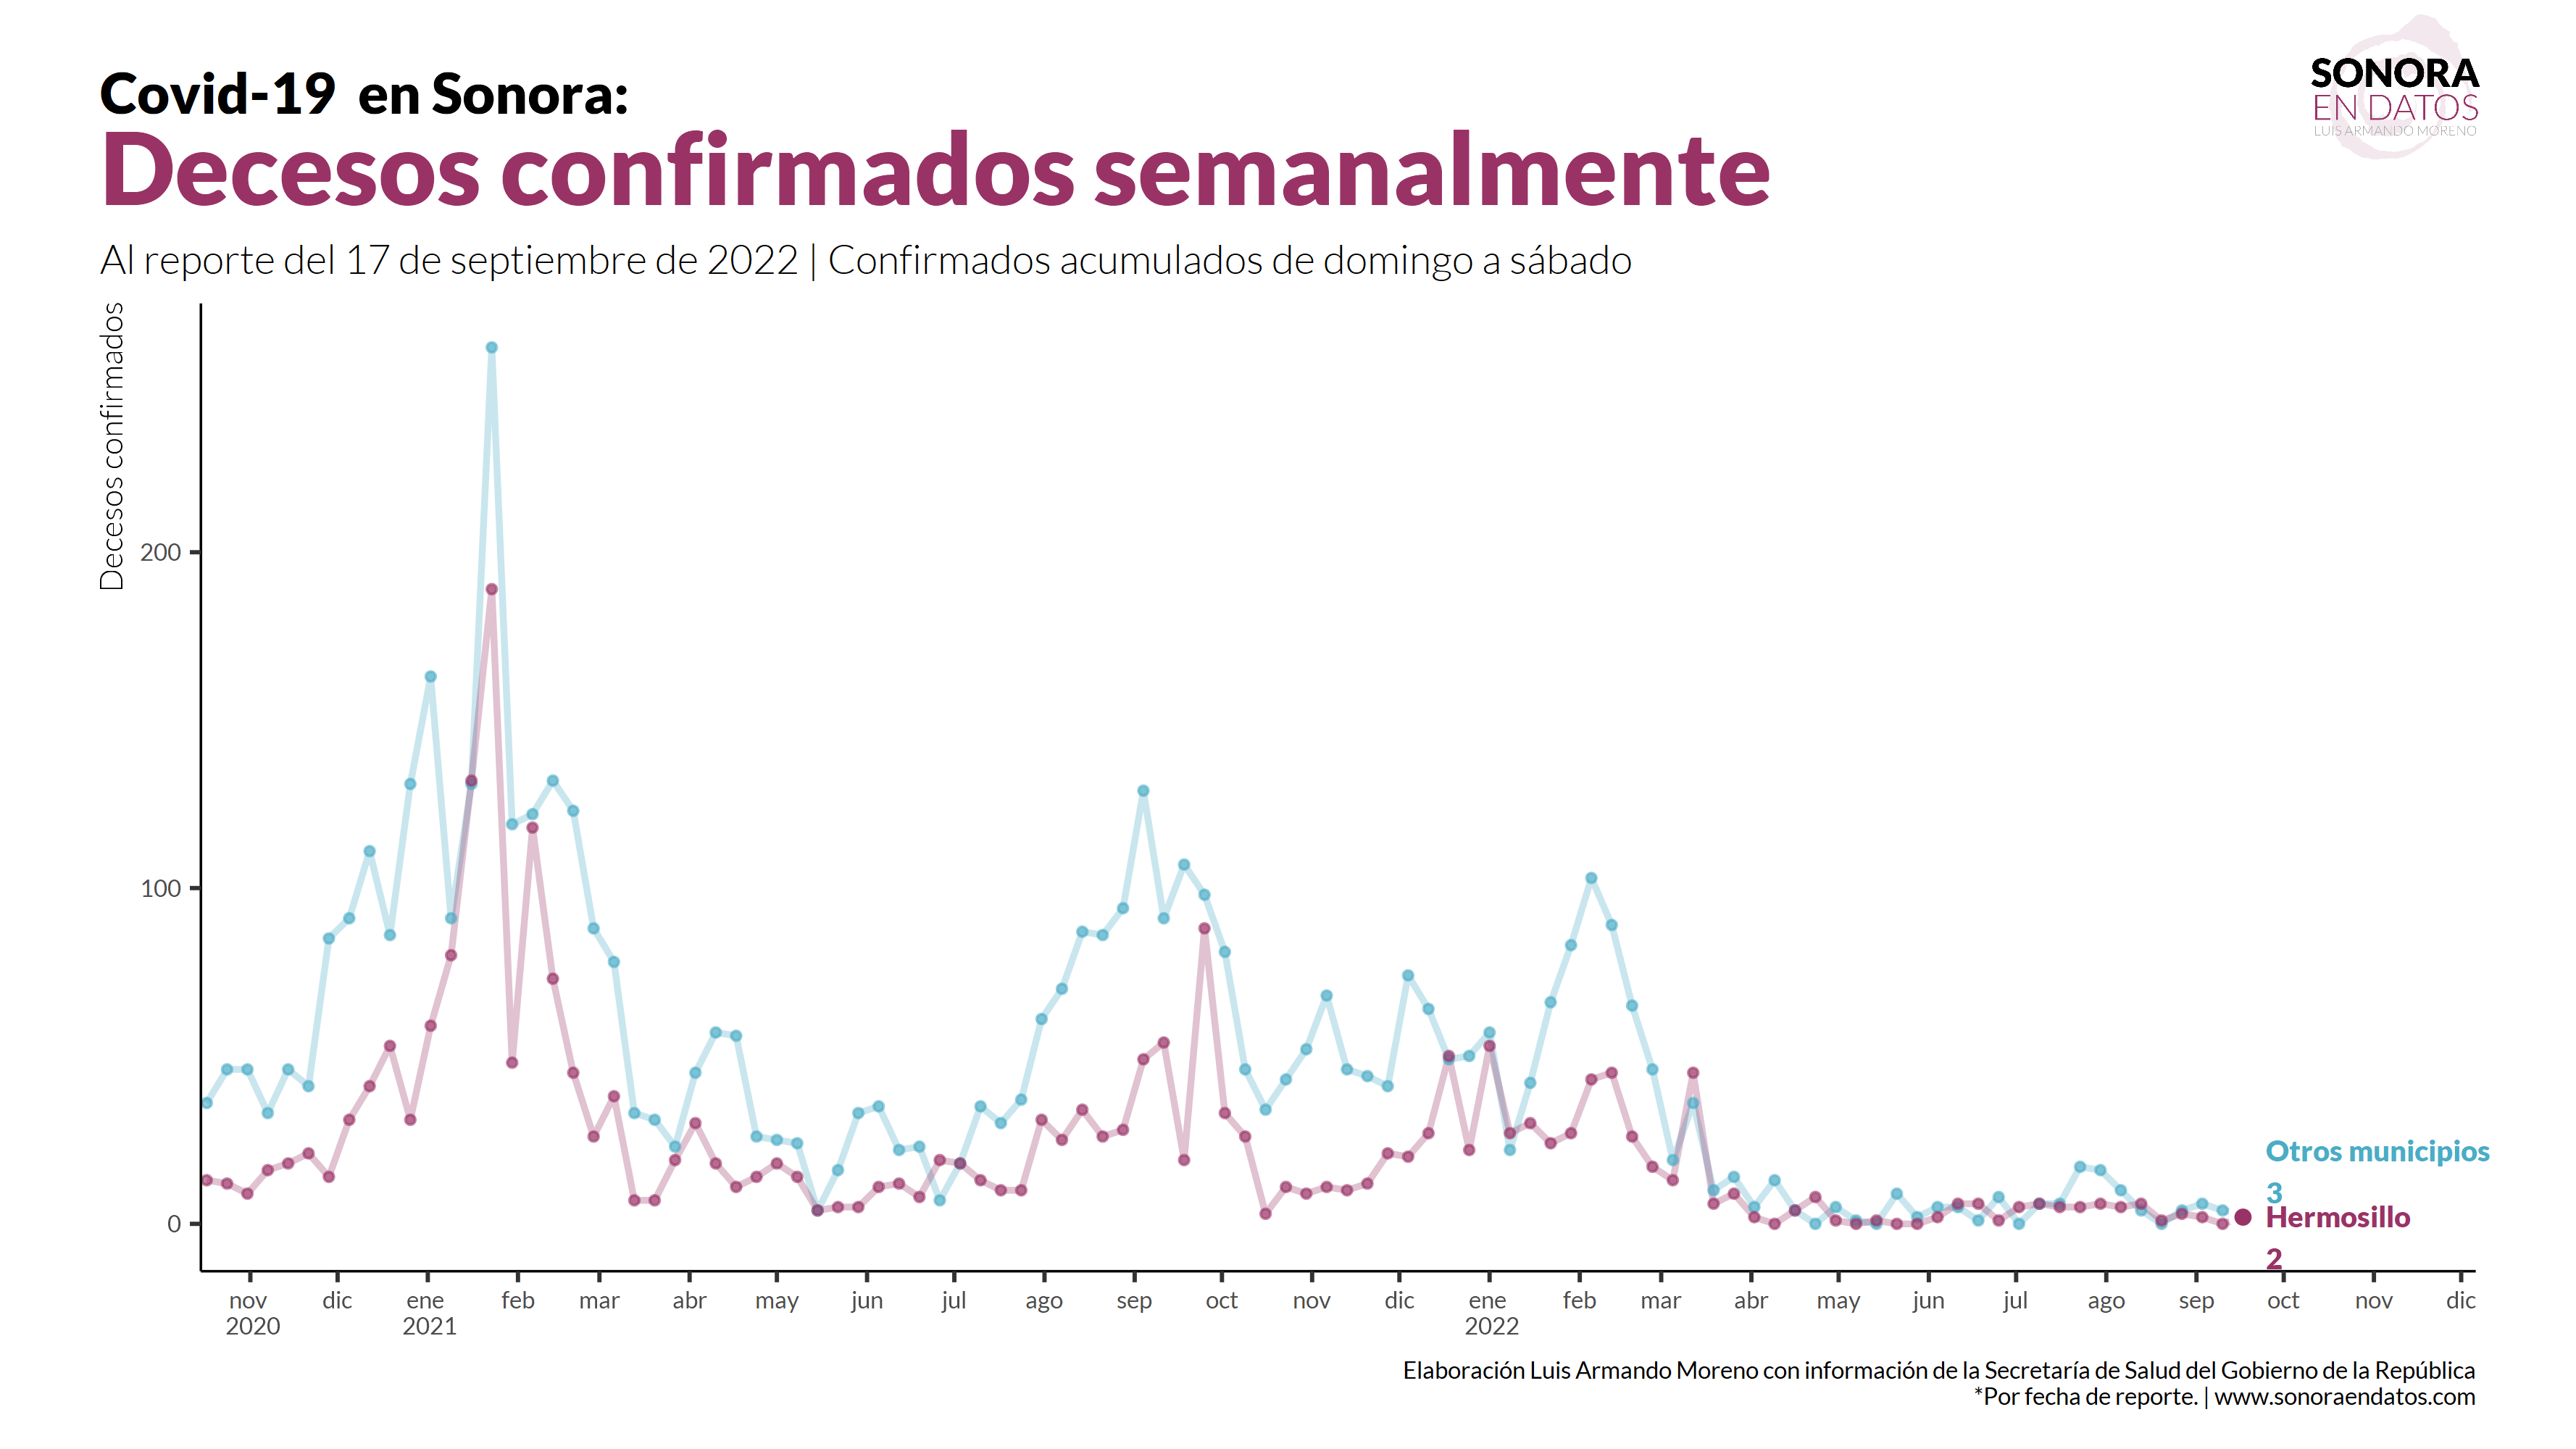 Covid-19 en Sonora:
Decesos confirmados semanalmente
Al reporte del 17 de septiembre de 2022 | Confirmados acumulados de domingo a sábado
SONORA
EN DATOS
LUIS ARMANDO MORENO
Decesos confirmados
200
100
0
Otros municipios
3
Hermosillo
2
nov dic ene feb mar abr may jun jul ago sep oct nov dic ene feb mar abr may jun jul ago sep oct nov dic
2020 2021 2022
Elaboración Luis Armando Moreno con información de la Secretaría de Salud del Gobierno de la República
*Por fecha de reporte. | www.sonoraendatos.com